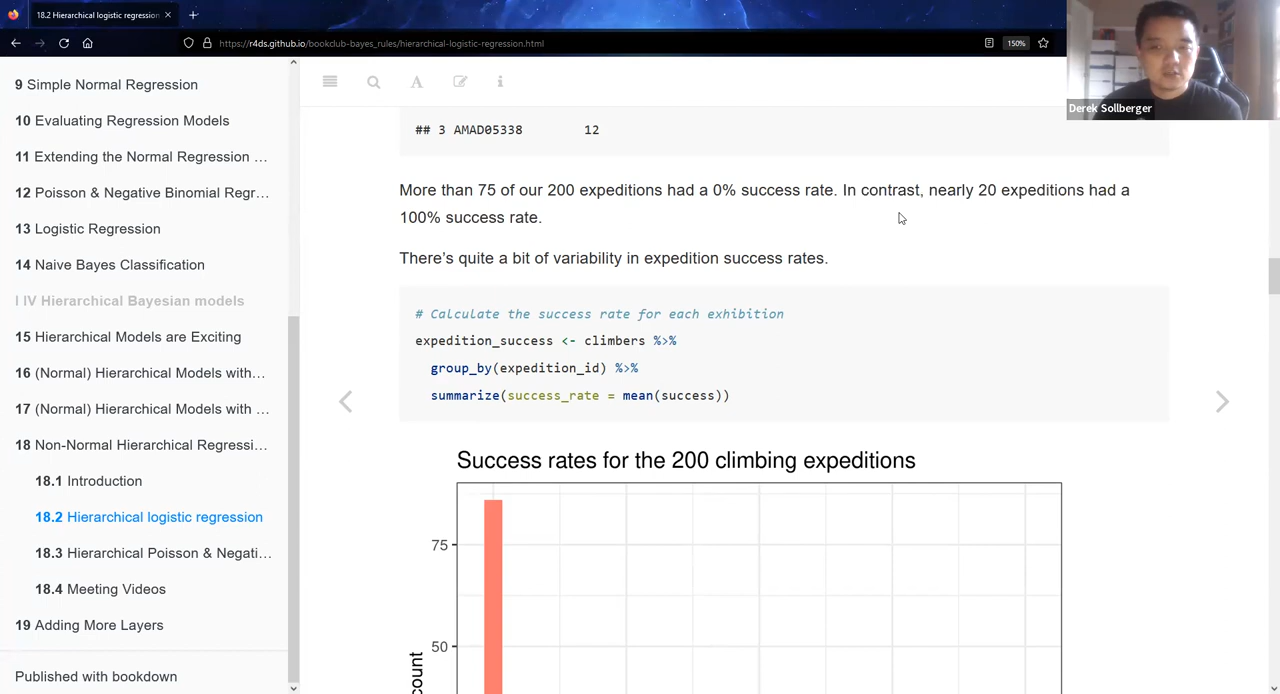 18.2 Hierarchical logistic regression
https://r4ds.github.io/bookclub-bayes_rules/hierarchical-logistic-regression.html
150%
Derek Sollberger
9 Simple Normal Regression
10 Evaluating Regression Models
11 Extending the Normal Regression …
12 Poisson & Negative Binomial Regr…
13 Logistic Regression
14 Naive Bayes Classification
I IV Hierarchical Bayesian models
15 Hierarchical Models are Exciting
16 (Normal) Hierarchical Models with…
17 (Normal) Hierarchical Models with …
18 Non-Normal Hierarchical Regressi…
18.1 Introduction
18.2 Hierarchical logistic regression
18.3 Hierarchical Poisson & Negati…
18.4 Meeting Videos
19 Adding More Layers
Published with bookdown
## 3 AMAD05338 12
More than 75 of our 200 expeditions had a 0% success rate. In contrast, nearly 20 expeditions had a
100% success rate.
There's quite a bit of variability in expedition success rates.
# Calculate the success rate for each exhibition
expedition_success <- climbers %>%
group_by(expedition_id) %>%
summarize(success_rate = mean(success))
Success rates for the 200 climbing expeditions
75
50
count